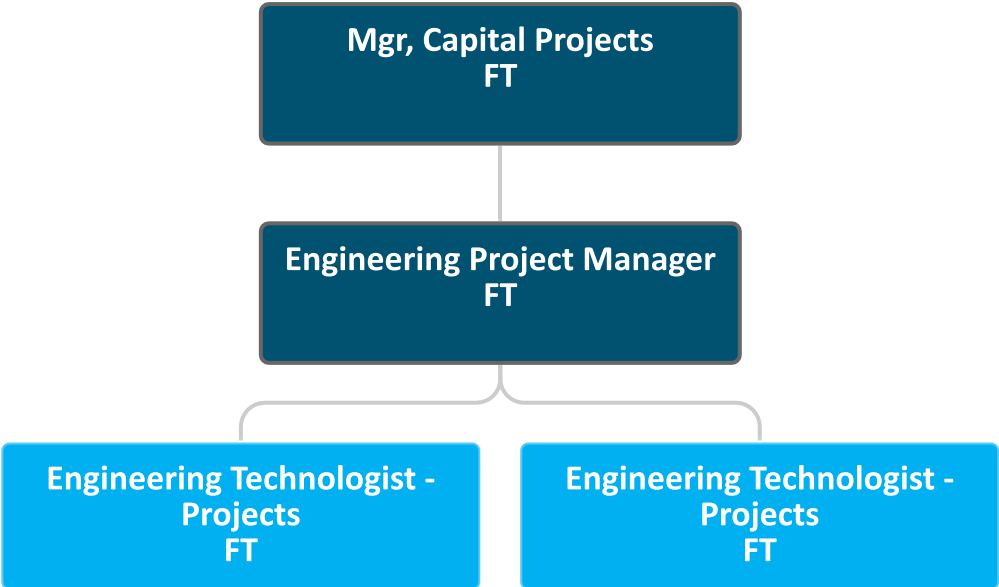 Mgr, Capital Projects
FT
Engineering Project Manager
FT
Engineering Technologist -
Projects
FT
Engineering Technologist -
Projects
FT